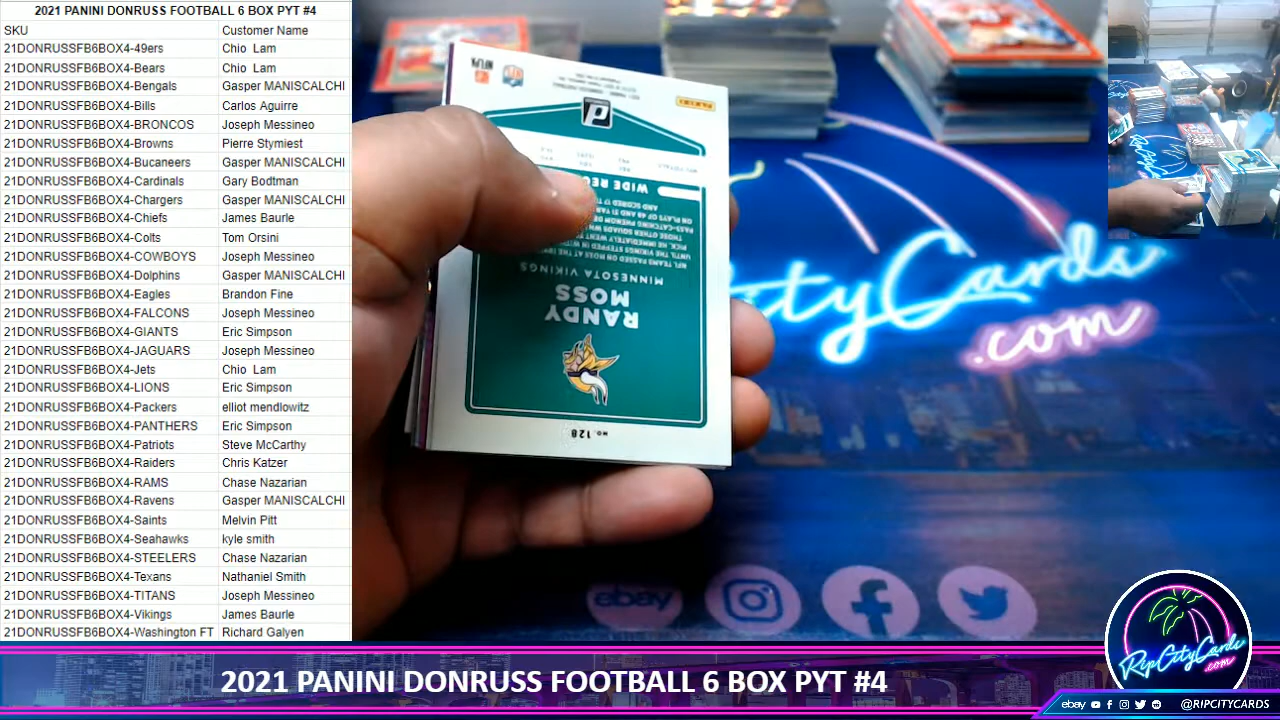 2021 PANINI DONRUSS FOOTBALL 6 BOX PYT #4
SKU Customer Name
21DONRUSSFB6BOX4-49ers Chio Lam
21DONRUSSFB6BOX4-Bears Chio Lam
21DONRUSSFB6BOX4-Bengals Gasper MANISCALCHI
21DONRUSSFB6BOX4-Bills Carlos Aguirre
21DONRUSSFB6BOX4-BRONCOS Joseph Messineo
21DONRUSSFB6BOX4-Browns Pierre Stymiest
21DONRUSSFB6BOX4-Bucaneers Gasper MANISCALCHI
21DONRUSSFB6BOX4-Cardinals Gary Bodtman
21DONRUSSFB6BOX4-Chargers Gasper MANISCALCHI
21DONRUSSFB6BOX4-Chiefs James Baurle
21DONRUSSFB6BOX4-Colts Tom Orsini
21DONRUSSFB6BOX4-COWBOYS Joseph Messineo
21DONRUSSFB6BOX4-Dolphins Gasper MANISCALCHI
21DONRUSSFB6BOX4-Eagles Brandon Fine
21DONRUSSFB6BOX4-FALCONS Joseph Messineo
21DONRUSSFB6BOX4-GIANTS Eric Simpson
21DONRUSSFB6BOX4-JAGUARS Joseph Messineo
21DONRUSSFB6BOX4-Jets Chio Lam
21DONRUSSFB6BOX4-LIONS Eric Simpson
21DONRUSSFB6BOX4-Packers elliot mendlowitz
21DONRUSSFB6BOX4-PANTHERS Eric Simpson
21DONRUSSFB6BOX4-Patriots Steve McCarthy
21DONRUSSFB6BOX4-Raiders Chris Katzer
21DONRUSSFB6BOX4-RAMS Chase Nazarian
21DONRUSSFB6BOX4-Ravens Gasper MANISCALCHI
21DONRUSSFB6BOX4-Saints Melvin Pitt
21DONRUSSFB6BOX4-Seahawks kyle smith
21DONRUSSFB6BOX4-STEELERS Chase Nazarian
21DONRUSSFB6BOX4-Texans Nathaniel Smith
21DONRUSSFB6BOX4-TITANS Joseph Messineo
21DONRUSSFB6BOX4-Vikings James Baurle
21DONRUSSFB6BOX4-Washington FT Richard Galyen
NO. 128
RANDY
MOSS
MINNESOTA VIKINGS
WIDE REC
PANINI
NFLPA
tyCards
.com
ebay
RipCityCards
.com
2021 PANINI DONRUSS FOOTBALL 6 BOX PYT #4
ebay @RIPCITYCARDS